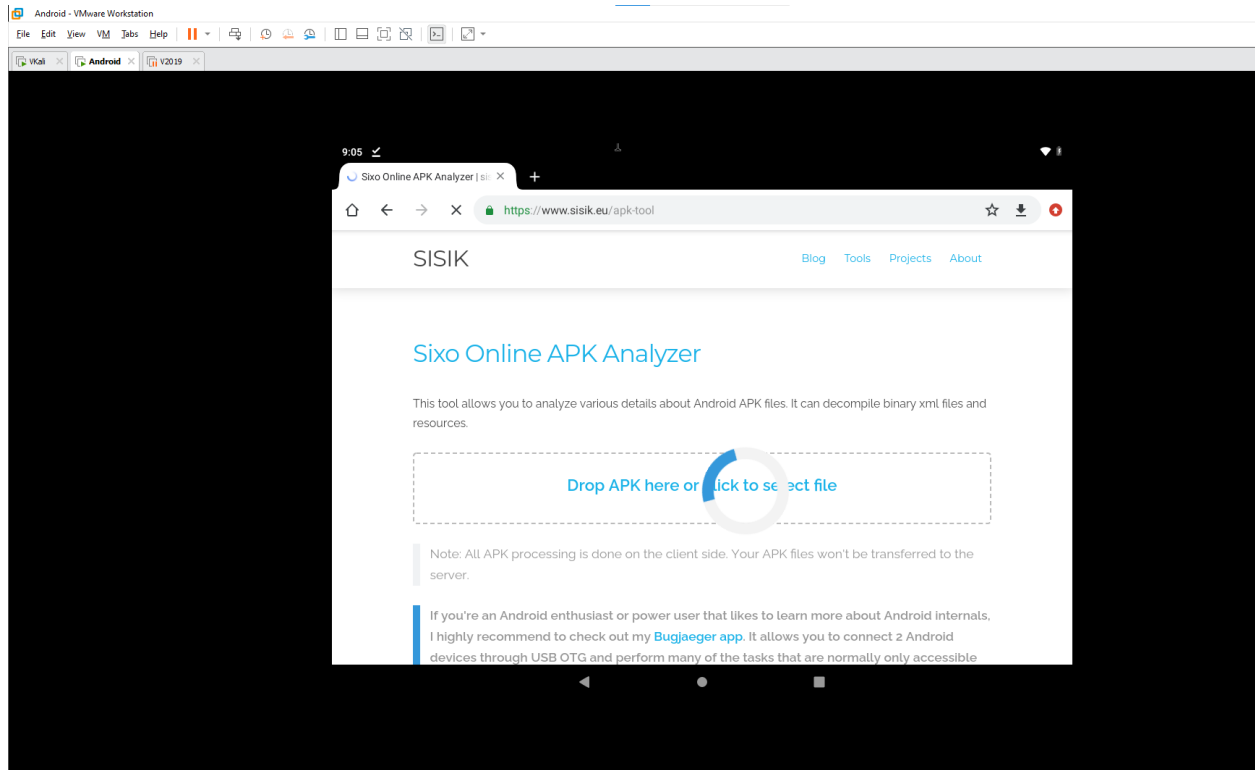 Android - VMware Workstation
File Edit View VM Tabs Help
VKali Android V2019
9:05
Sixo Online APK Analyzer | sis
https://www.sisik.eu/apk-tool
SISIK Blog Tools Projects About
Sixo Online APK Analyzer
This tool allows you to analyze various details about Android APK files. It can decompile binary xml files and
resources.
Drop APK here or click to select file
Note: All APK processing is done on the client side. Your APK files won't be transferred to the
server.
If you're an Android enthusiast or power user that likes to learn more about Android internals,
I highly recommend to check out my Bugjaeger app. It allows you to connect 2 Android
devices through USB OTG and perform many of the tasks that are normally only accessible